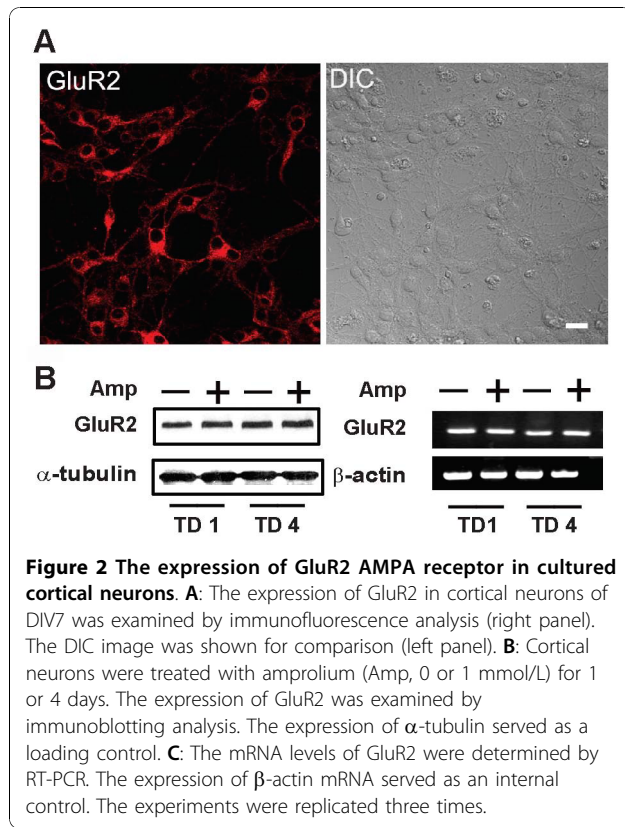 A
GluR2 DIC
B
Amp — + — + Amp — + — +
GluR2 GluR2
α-tubulin β-actin
TD 1 TD 4 TD1 TD 4
Figure 2 The expression of GluR2 AMPA receptor in cultured
cortical neurons. A: The expression of GluR2 in cortical neurons of
DIV7 was examined by immunofluorescence analysis (right panel).
The DIC image was shown for comparison (left panel). B: Cortical
neurons were treated with amprolium (Amp, 0 or 1 mmol/L) for 1
or 4 days. The expression of GluR2 was examined by
immunoblotting analysis. The expression of α-tubulin served as a
loading control. C: The mRNA levels of GluR2 were determined by
RT-PCR. The expression of β-actin mRNA served as an internal
control. The experiments were replicated three times.